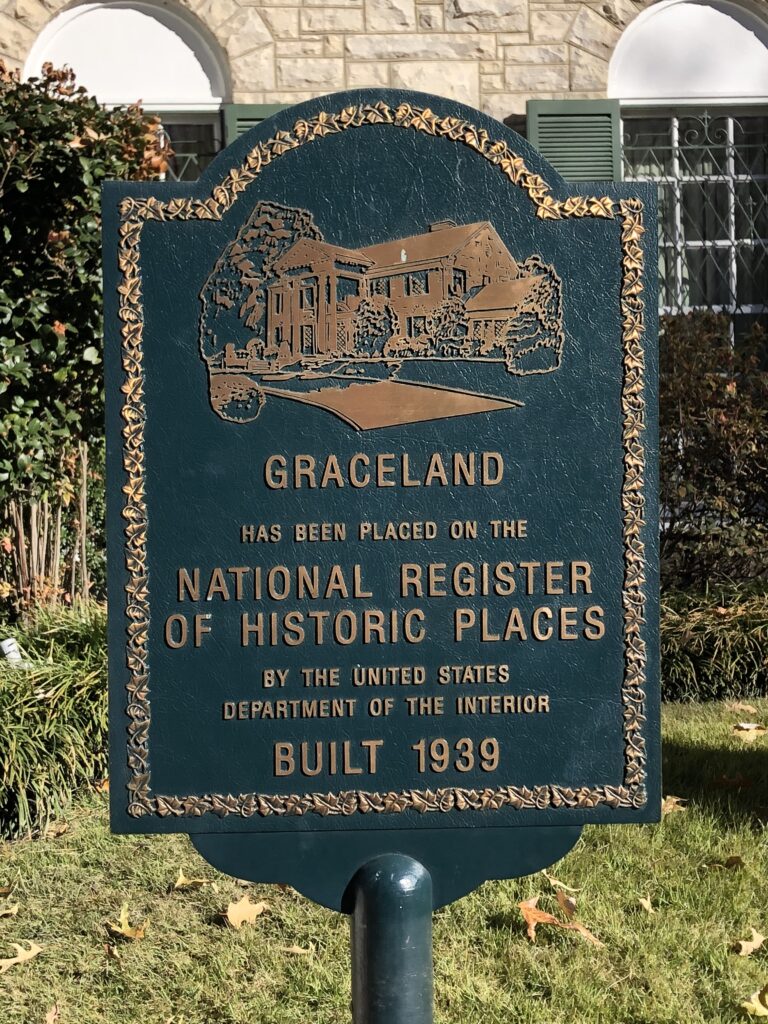 GRACELAND
HAS BEEN PLACED ON THE
NATIONAL REGISTER
OF HISTORIC PLACES
BY THE UNITED STATES
DEPARTMENT OF THE INTERIOR
BUILT 1939